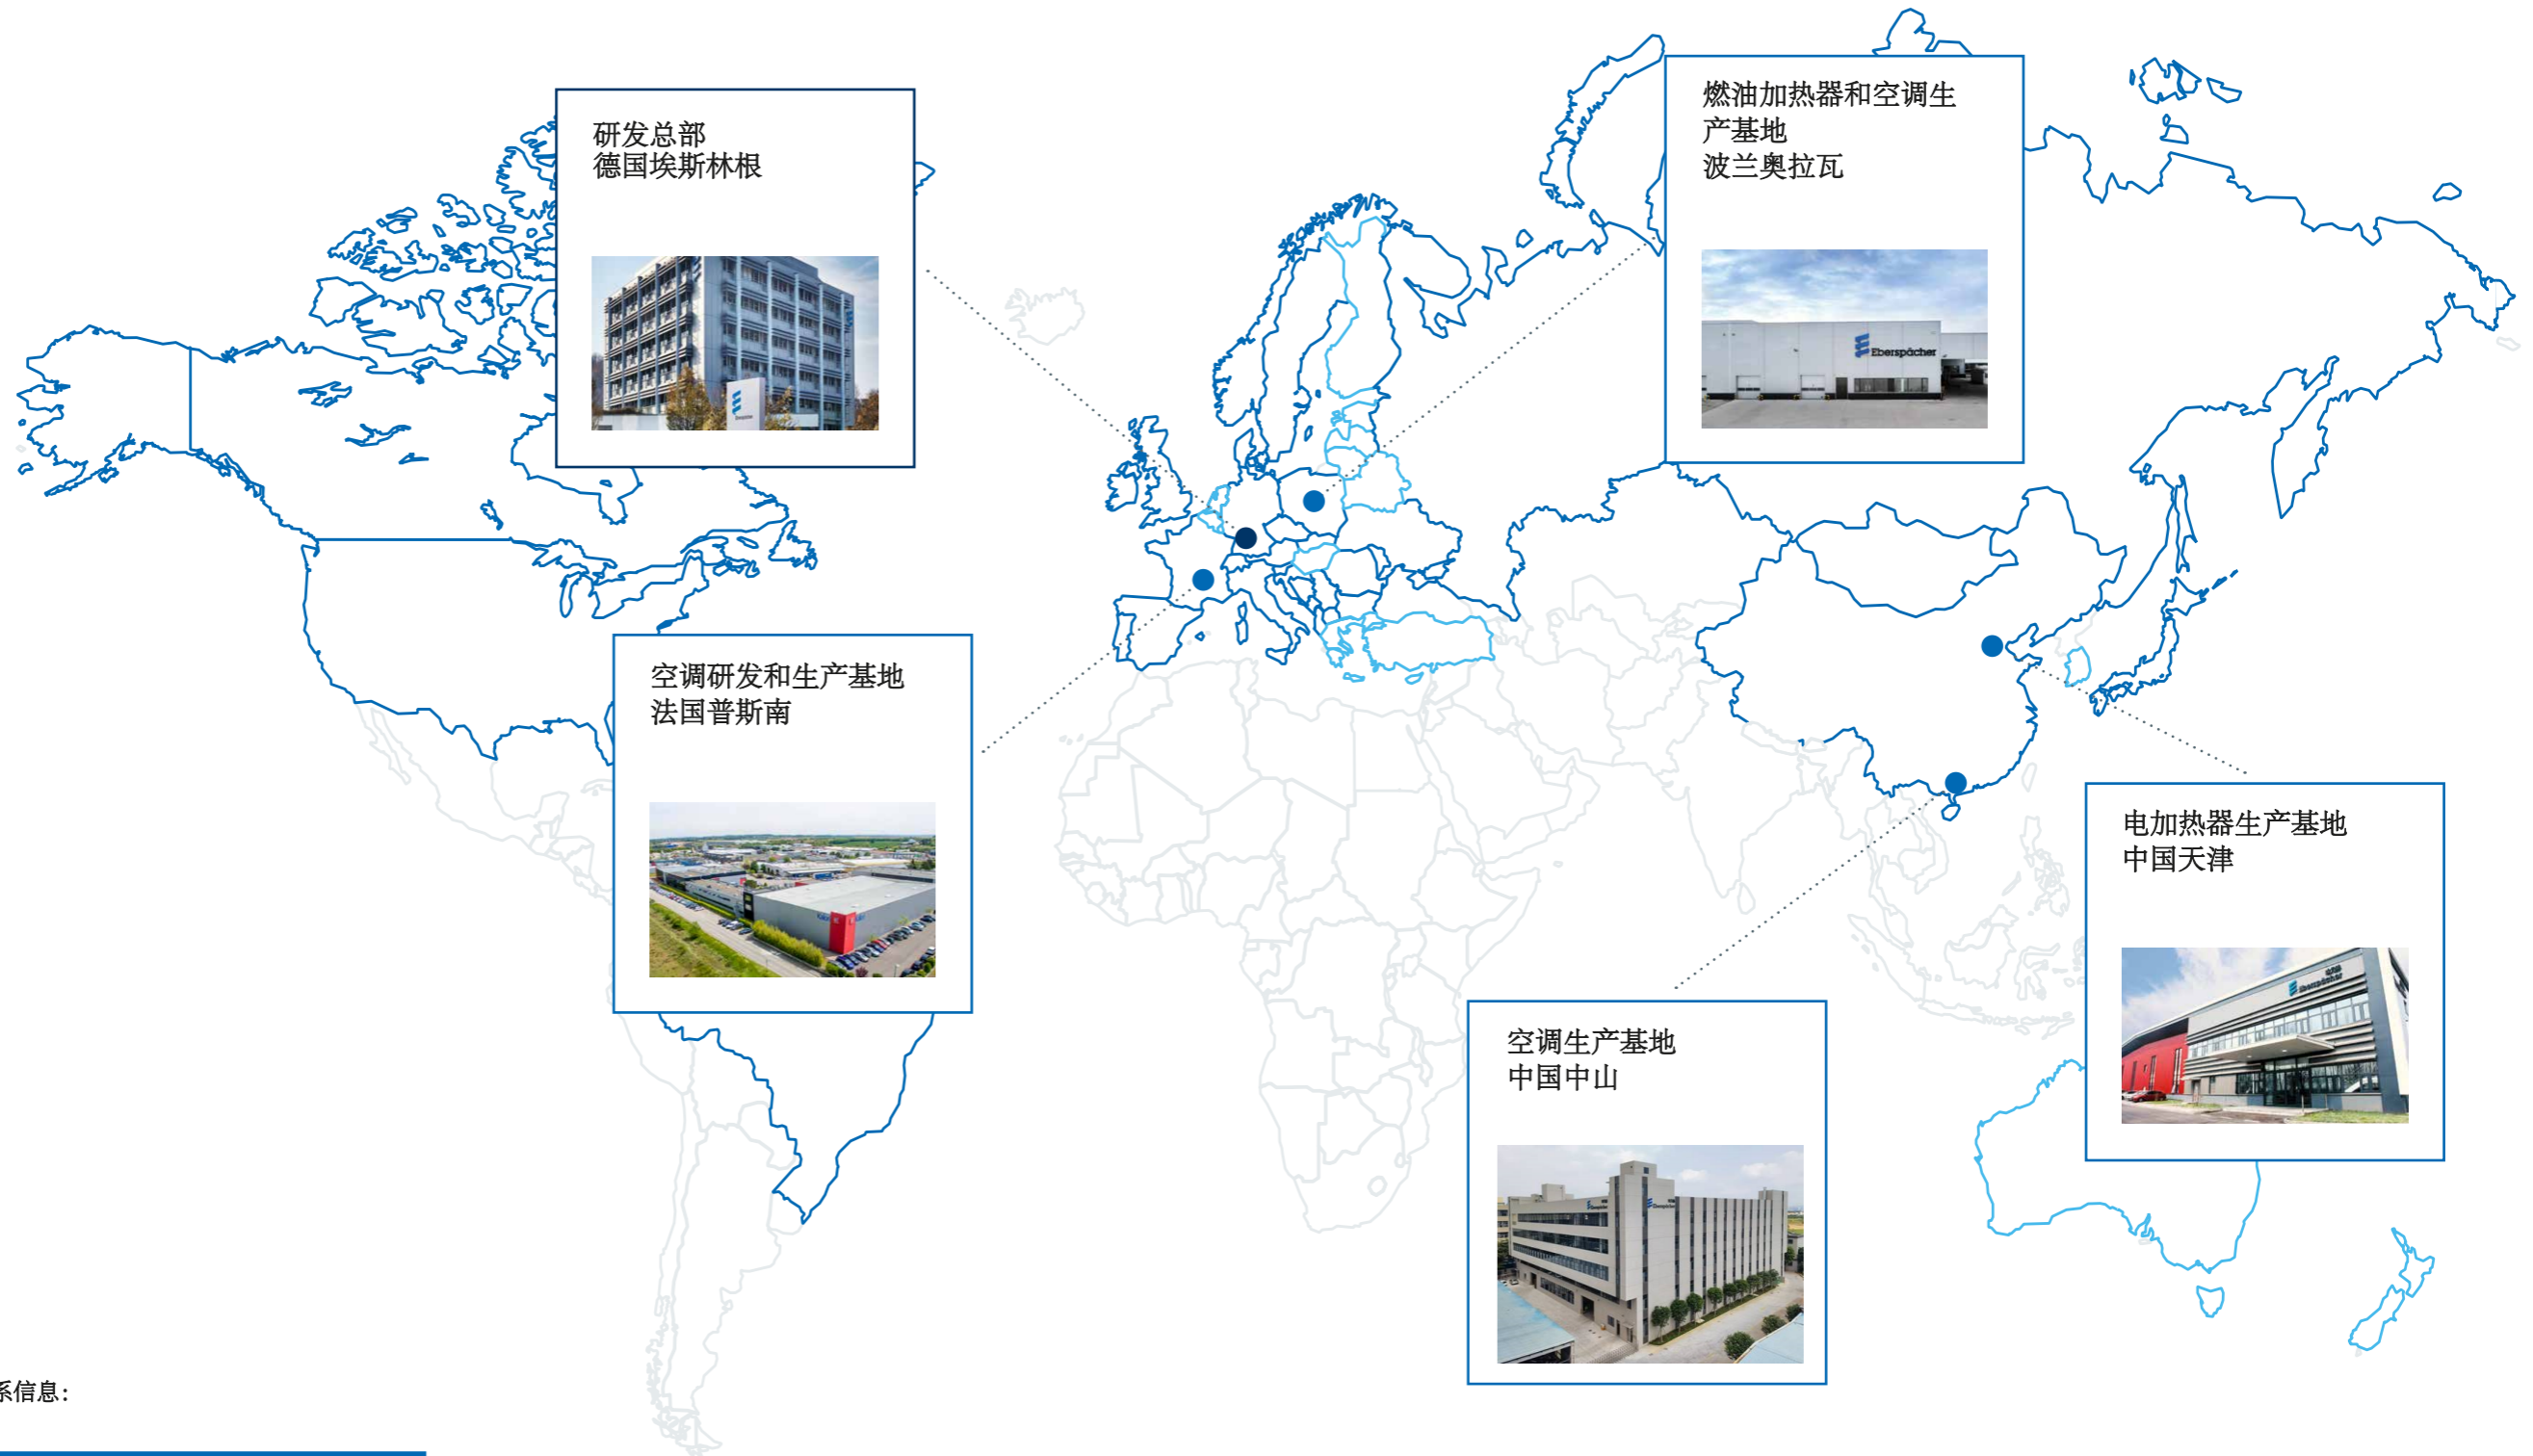 研发总部
德国埃斯林根
燃油加热器和空调生
产基地
波兰奥拉瓦
Eberspächer
空调研发和生产基地
法国普斯南
电加热器生产基地
中国天津
Eberspächer
空调生产基地
中国中山
Eberspächer
Eberspächer
系信息：